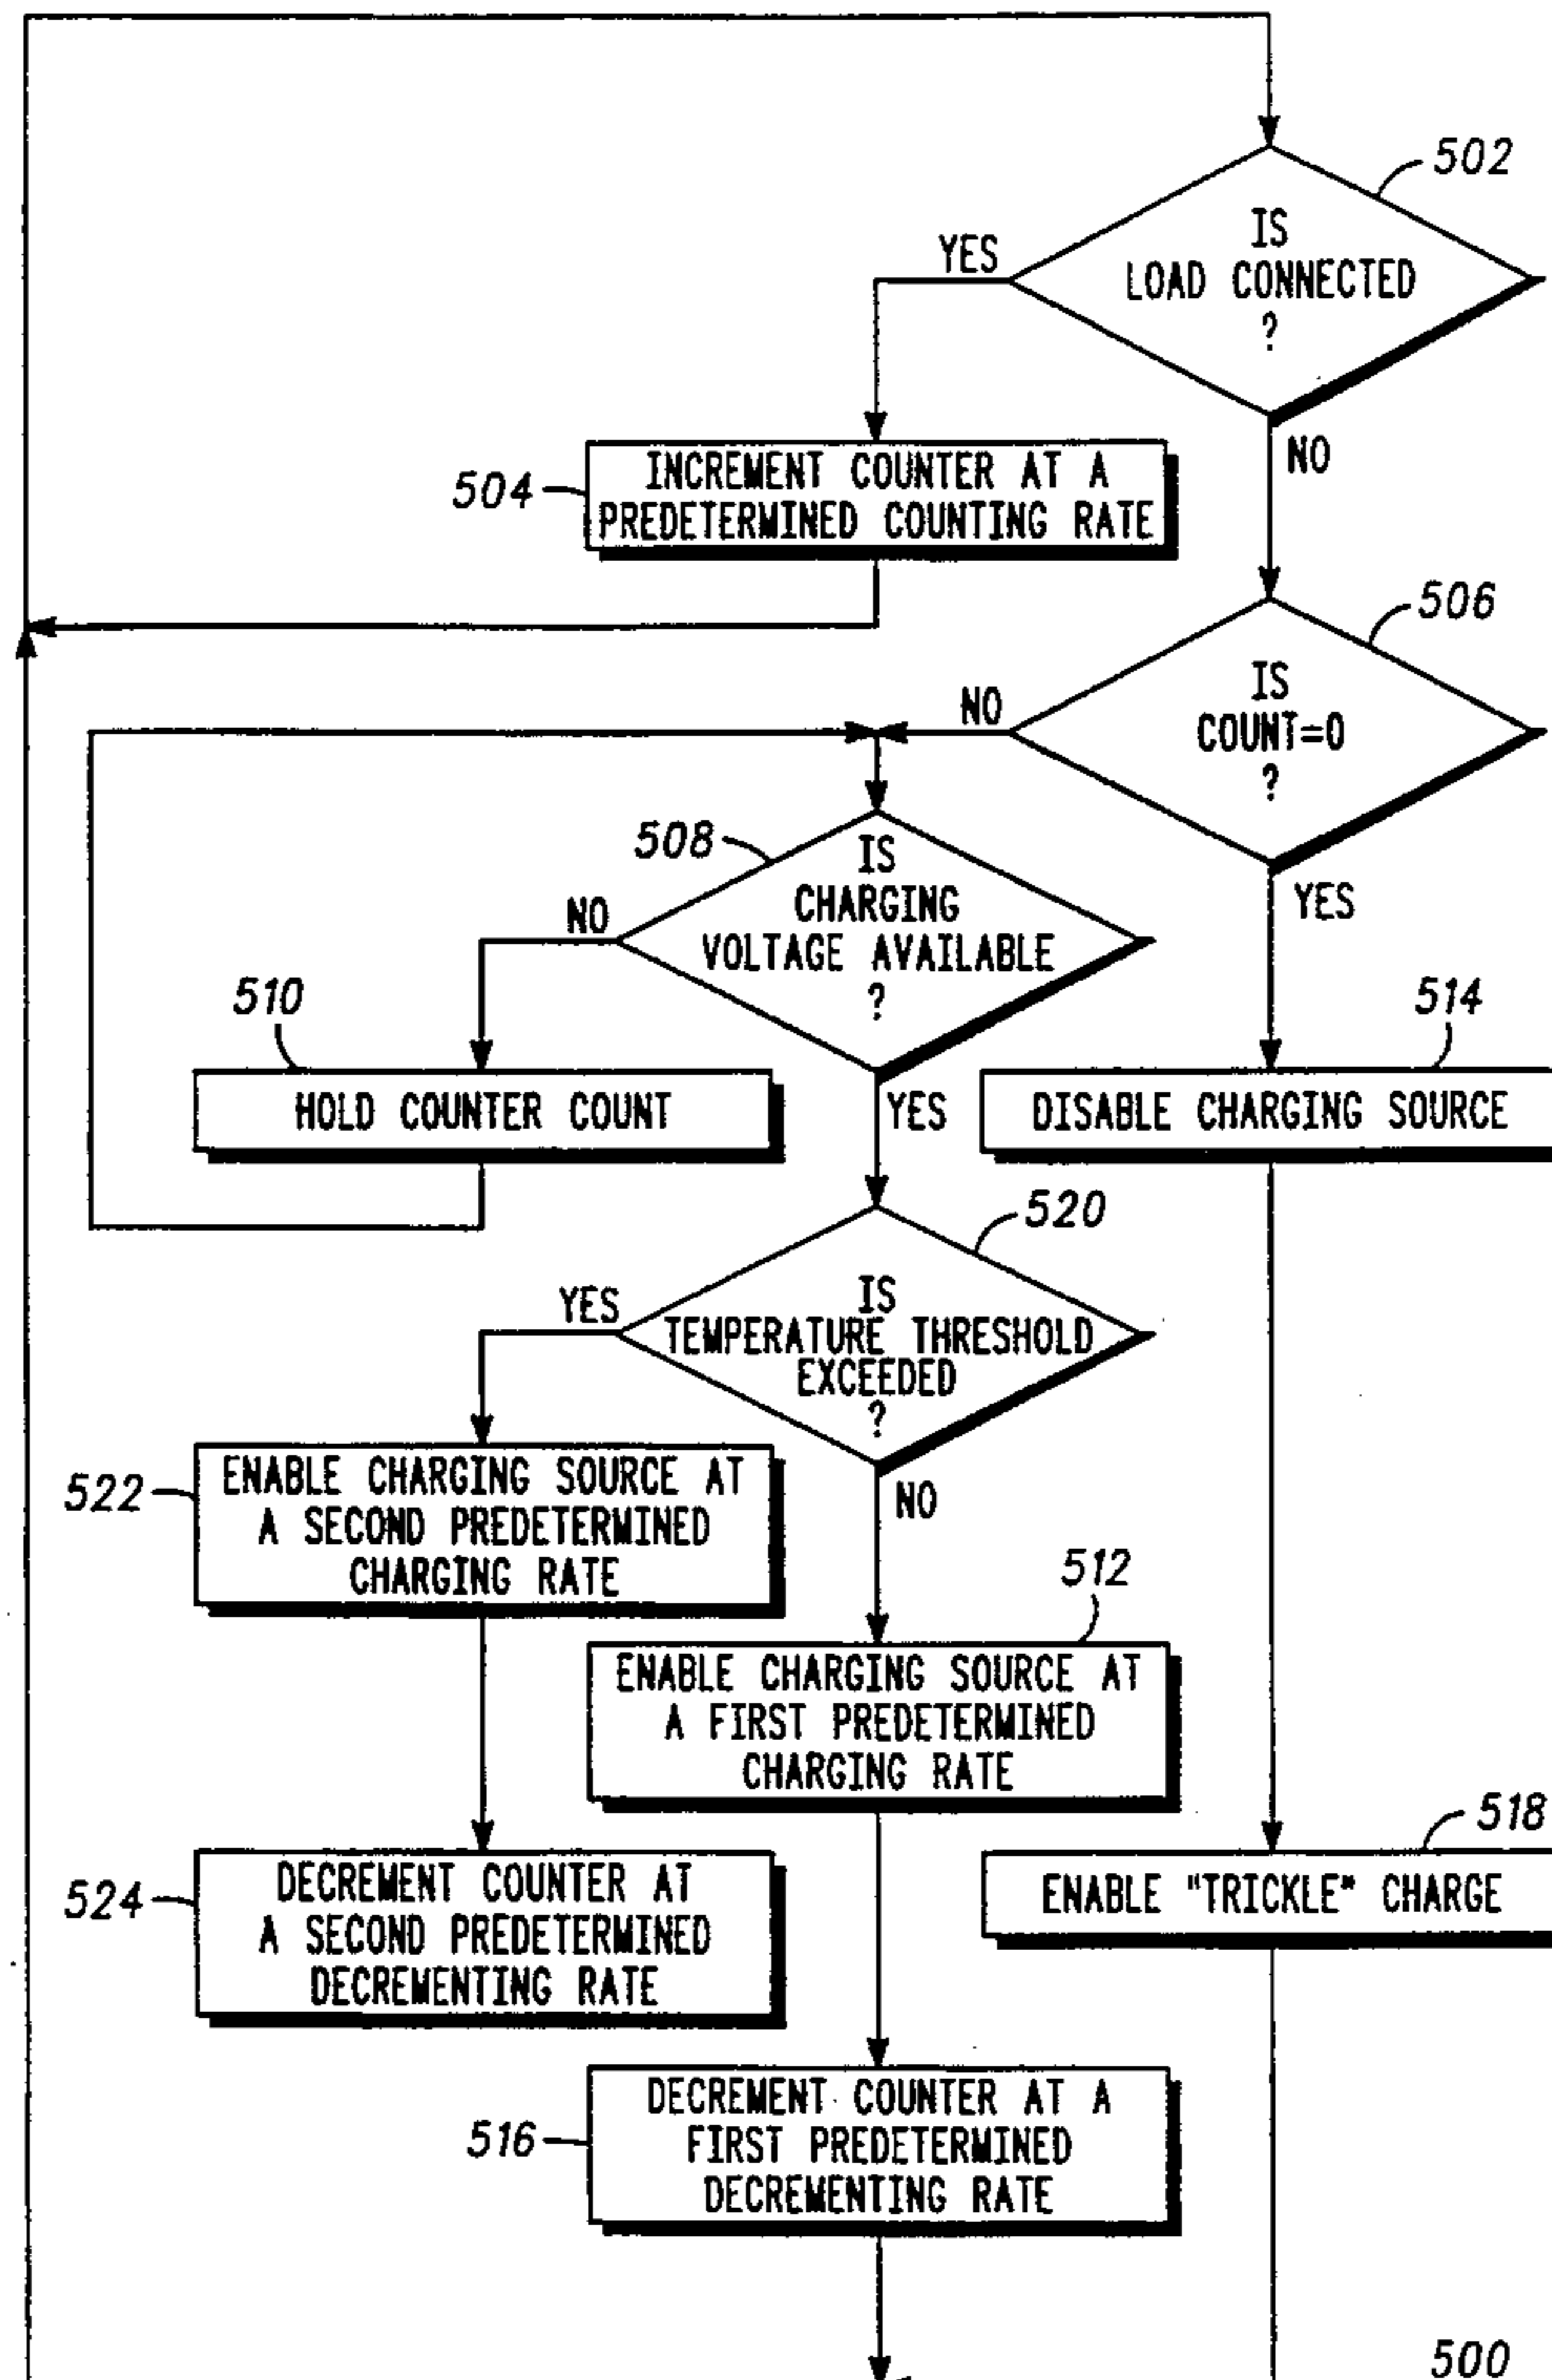 502
IS
LOAD CONNECTED
?
YES
NO
504
INCREMENT COUNTER AT A
PREDETERMINED COUNTING RATE
506
IS
COUNT=0
?
NO
YES
508
IS
CHARGING
VOLTAGE AVAILABLE
?
NO
YES
510
HOLD COUNTER COUNT
514
DISABLE CHARGING SOURCE
520
IS
TEMPERATURE THRESHOLD
EXCEEDED
?
YES
NO
522
ENABLE CHARGING SOURCE AT
A SECOND PREDETERMINED
CHARGING RATE
512
ENABLE CHARGING SOURCE AT
A FIRST PREDETERMINED
CHARGING RATE
518
ENABLE "TRICKLE" CHARGE
524
DECREMENT COUNTER AT
A SECOND PREDETERMINED
DECREMENTING RATE
516
DECREMENT COUNTER AT A
FIRST PREDETERMINED
DECREMENTING RATE
500